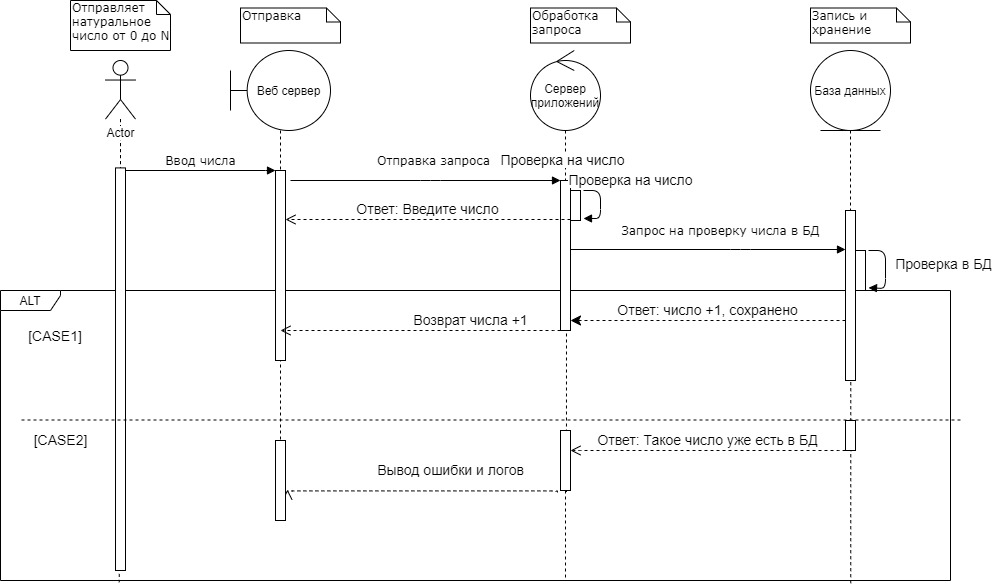 Отправляет
натуральное
число от 0 до N
Отправка
Обработка
запроса
Запись и
хранение
Веб сервер
Сервер
приложений
База данных
Actor
Ввод числа
Отправка запроса
Проверка на число
Проверка на число
Ответ: Введите число
Запрос на проверку числа в БД
Проверка в БД
ALT
[CASE1]
Ответ: число +1, сохранено
Возврат числа +1
[CASE2]
Ответ: Такое число уже есть в БД
Вывод ошибки и логов